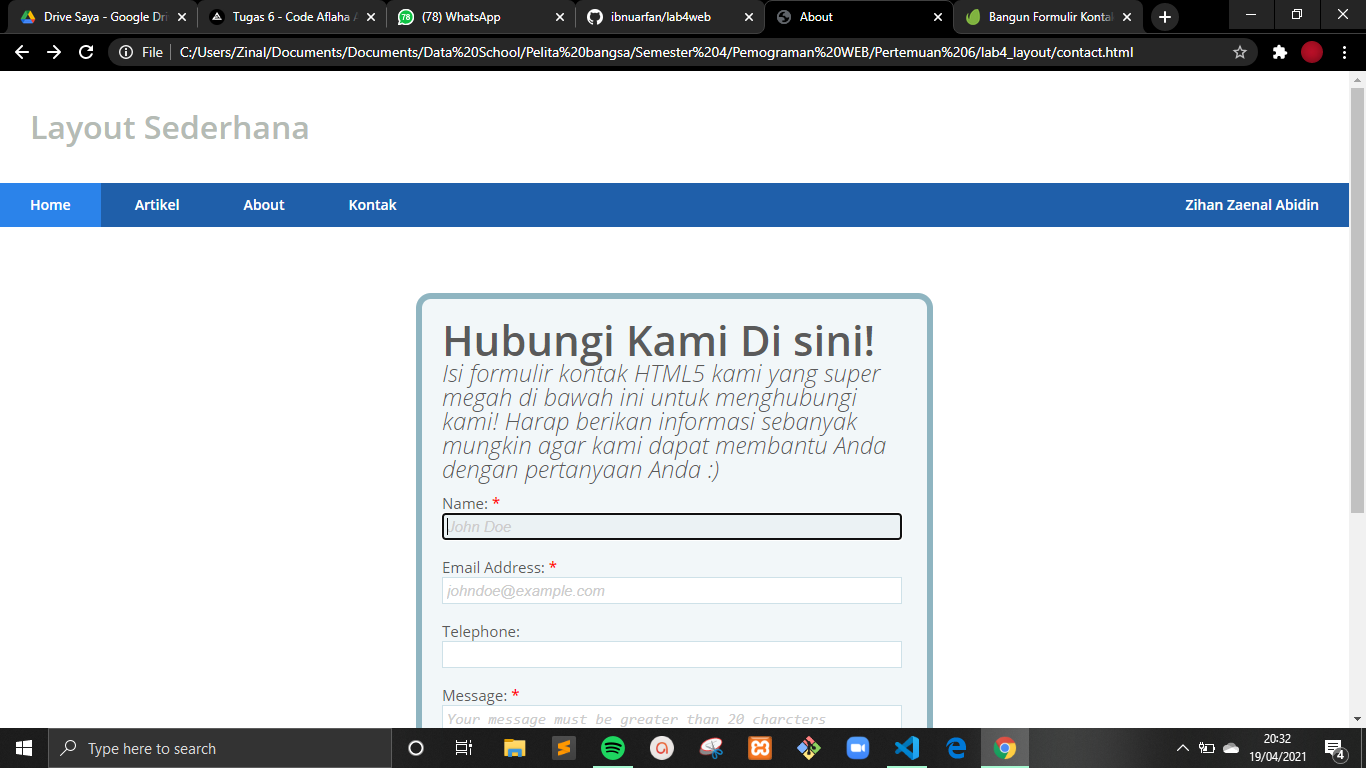 Drive Saya - Google Dri
Tugas 6 - Code Aflaha A
78
(78) WhatsApp
ibnuarfan/lab4web
About
Bangun Formulir Kontak
File
C:/Users/Zinal/Documents/Documents/Data%20School/Pelita%20bangsa/Semester%204/Pemograman%20WEB/Pertemuan%206/lab4_layout/contact.html
Layout Sederhana
Home
Artikel
About
Kontak
Zihan Zaenal Abidin
Hubungi Kami Di sini!
Isi formulir kontak HTML5 kami yang super
megah di bawah ini untuk menghubungi
kami! Harap berikan informasi sebanyak
mungkin agar kami dapat membantu Anda
dengan pertanyaan Anda :)
Name: *
John Doe
Email Address: *
johndoe@example.com
Telephone:
Message: *
Your message must be greater than 20 charcters
Type here to search
20:32
19/04/2021
4